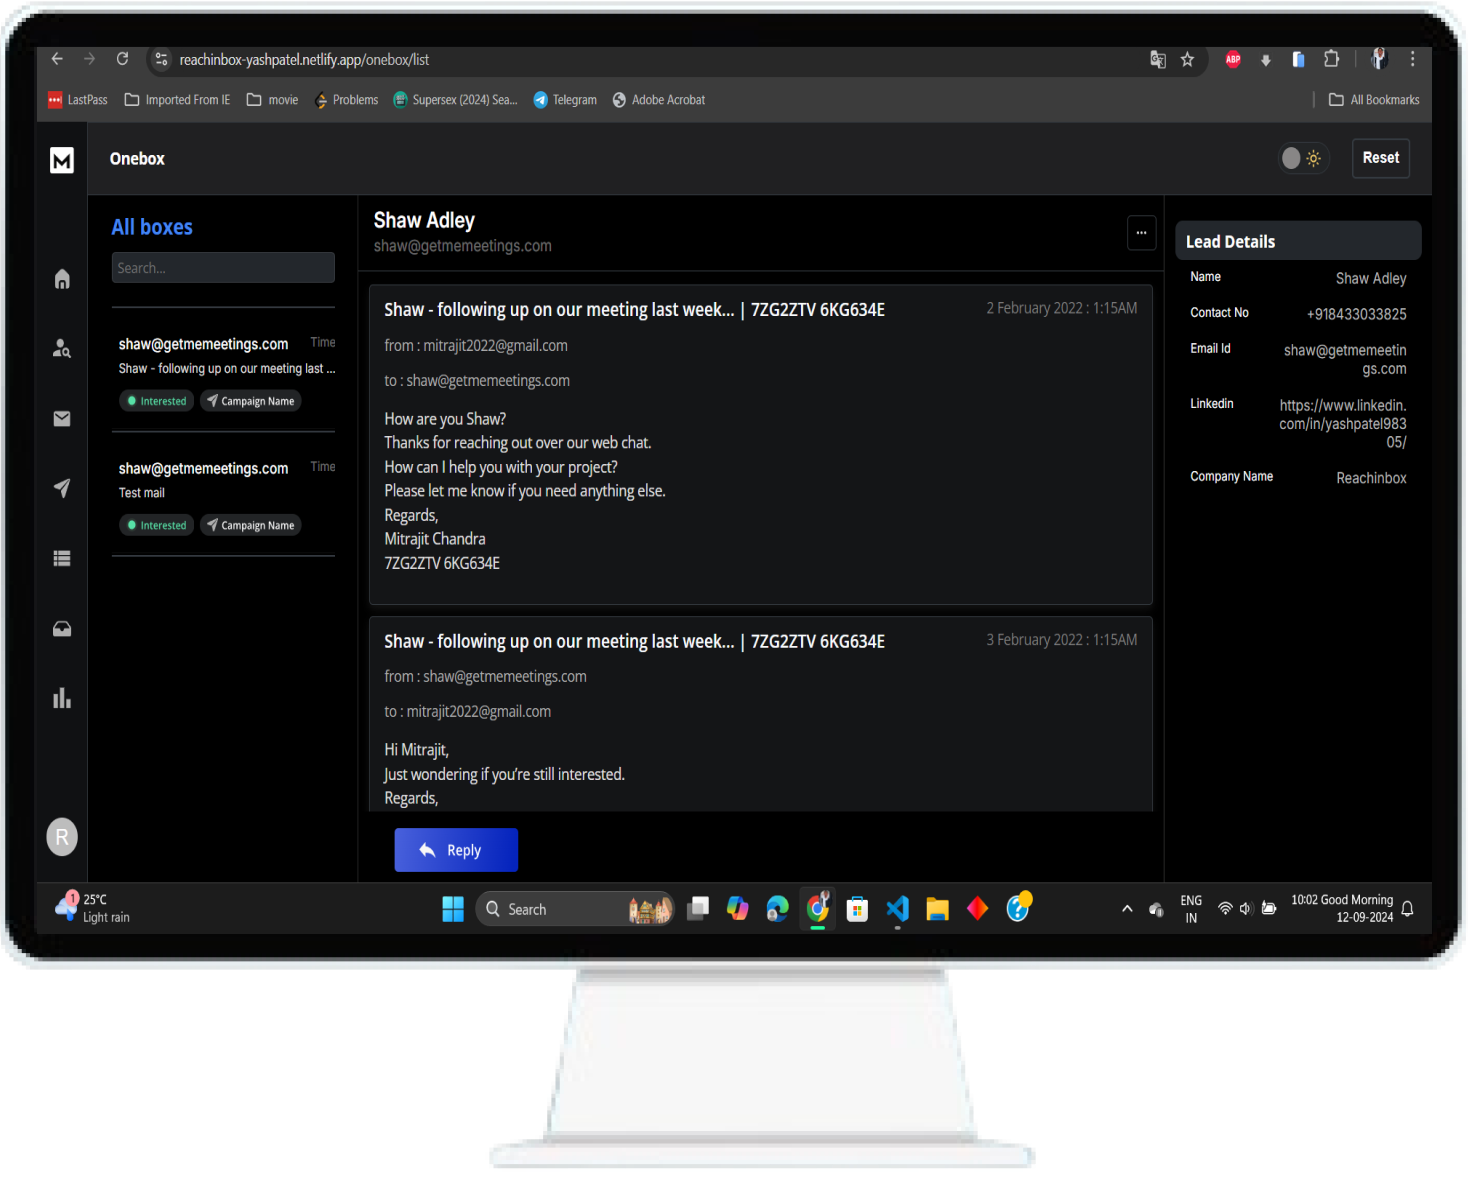 reachinbox-yashpatel.netlify.app/onebox/list
ABP
LastPass Imported From IE movie Problems Supersex (2024) Sea... Telegram Adobe Acrobat All Bookmarks
M
Onebox
Reset
All boxes
Search...
shaw@getmemeetings.com Time
Shaw - following up on our meeting last ...
Interested Campaign Name
shaw@getmemeetings.com Time
Test mail
Interested Campaign Name
R
Shaw Adley
shaw@getmemeetings.com
...
Shaw - following up on our meeting last week... | 7ZG2ZTV 6KG634E 2 February 2022 : 1:15AM
from : mitrajit2022@gmail.com
to : shaw@getmemeetings.com
How are you Shaw?
Thanks for reaching out over our web chat.
How can I help you with your project?
Please let me know if you need anything else.
Regards,
Mitrajit Chandra
7ZG2ZTV 6KG634E
Shaw - following up on our meeting last week... | 7ZG2ZTV 6KG634E 3 February 2022 : 1:15AM
from : shaw@getmemeetings.com
to : mitrajit2022@gmail.com
Hi Mitrajit,
Just wondering if you’re still interested.
Regards,
Reply
Lead Details
Name Shaw Adley
Contact No +918433033825
Email Id shaw@getmemeetin
gs.com
Linkedin https://www.linkedin.
com/in/yashpatel983
05/
Company Name Reachinbox
1
25°C
Light rain
Search
ENG
IN
10:02 Good Morning
12-09-2024